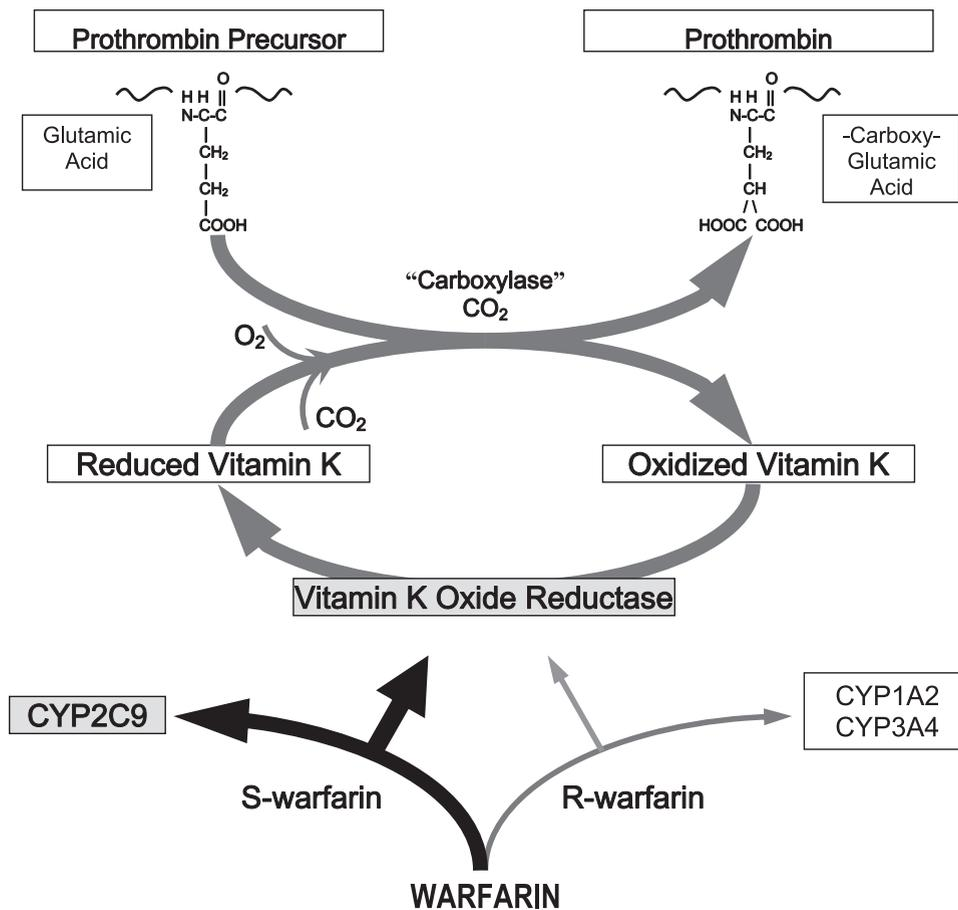 Prothrombin Precursor
Prothrombin
O
H H
N-C-C
CH2
CH2
COOH
Glutamic
Acid
O
H H
N-C-C
CH2
CH
HOOC COOH
-Carboxy-
Glutamic
Acid
“Carboxylase”
CO2
O2
CO2
Reduced Vitamin K
Oxidized Vitamin K
Vitamin K Oxide Reductase
CYP2C9
CYP1A2
CYP3A4
S-warfarin
R-warfarin
WARFARIN